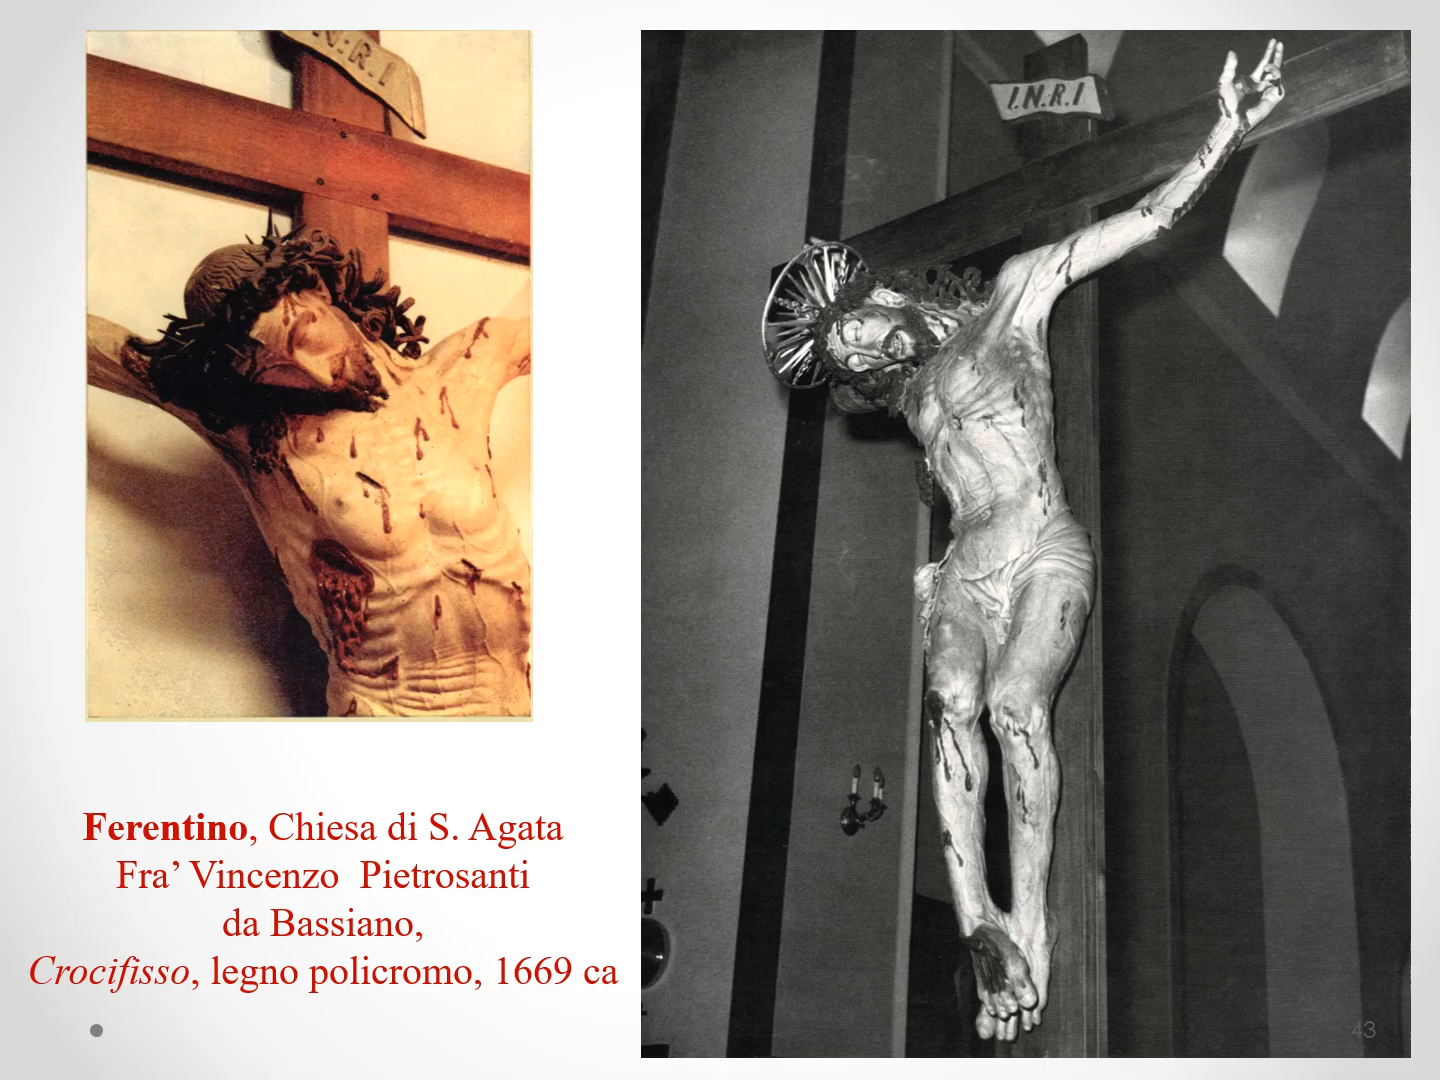 N.R.I
I.N.R.I
Ferentino, Chiesa di S. Agata
Fra’ Vincenzo Pietrosanti
da Bassiano,
Crocifisso, legno policromo, 1669 ca
43